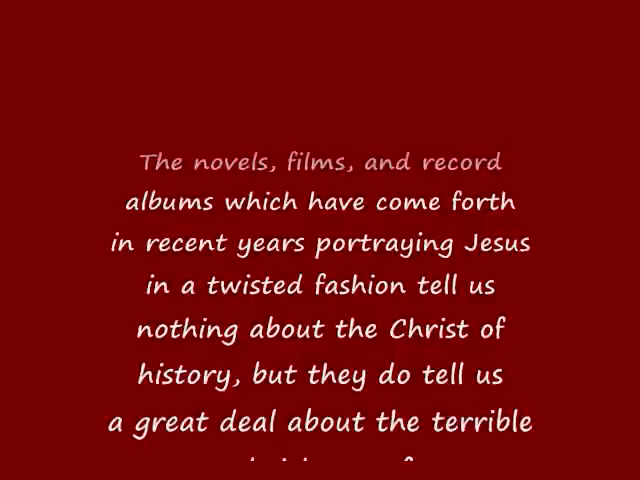 The novels, films, and record
albums which have come forth
in recent years portraying Jesus
in a twisted fashion tell us
nothing about the Christ of
history, but they do tell us
a great deal about the terrible